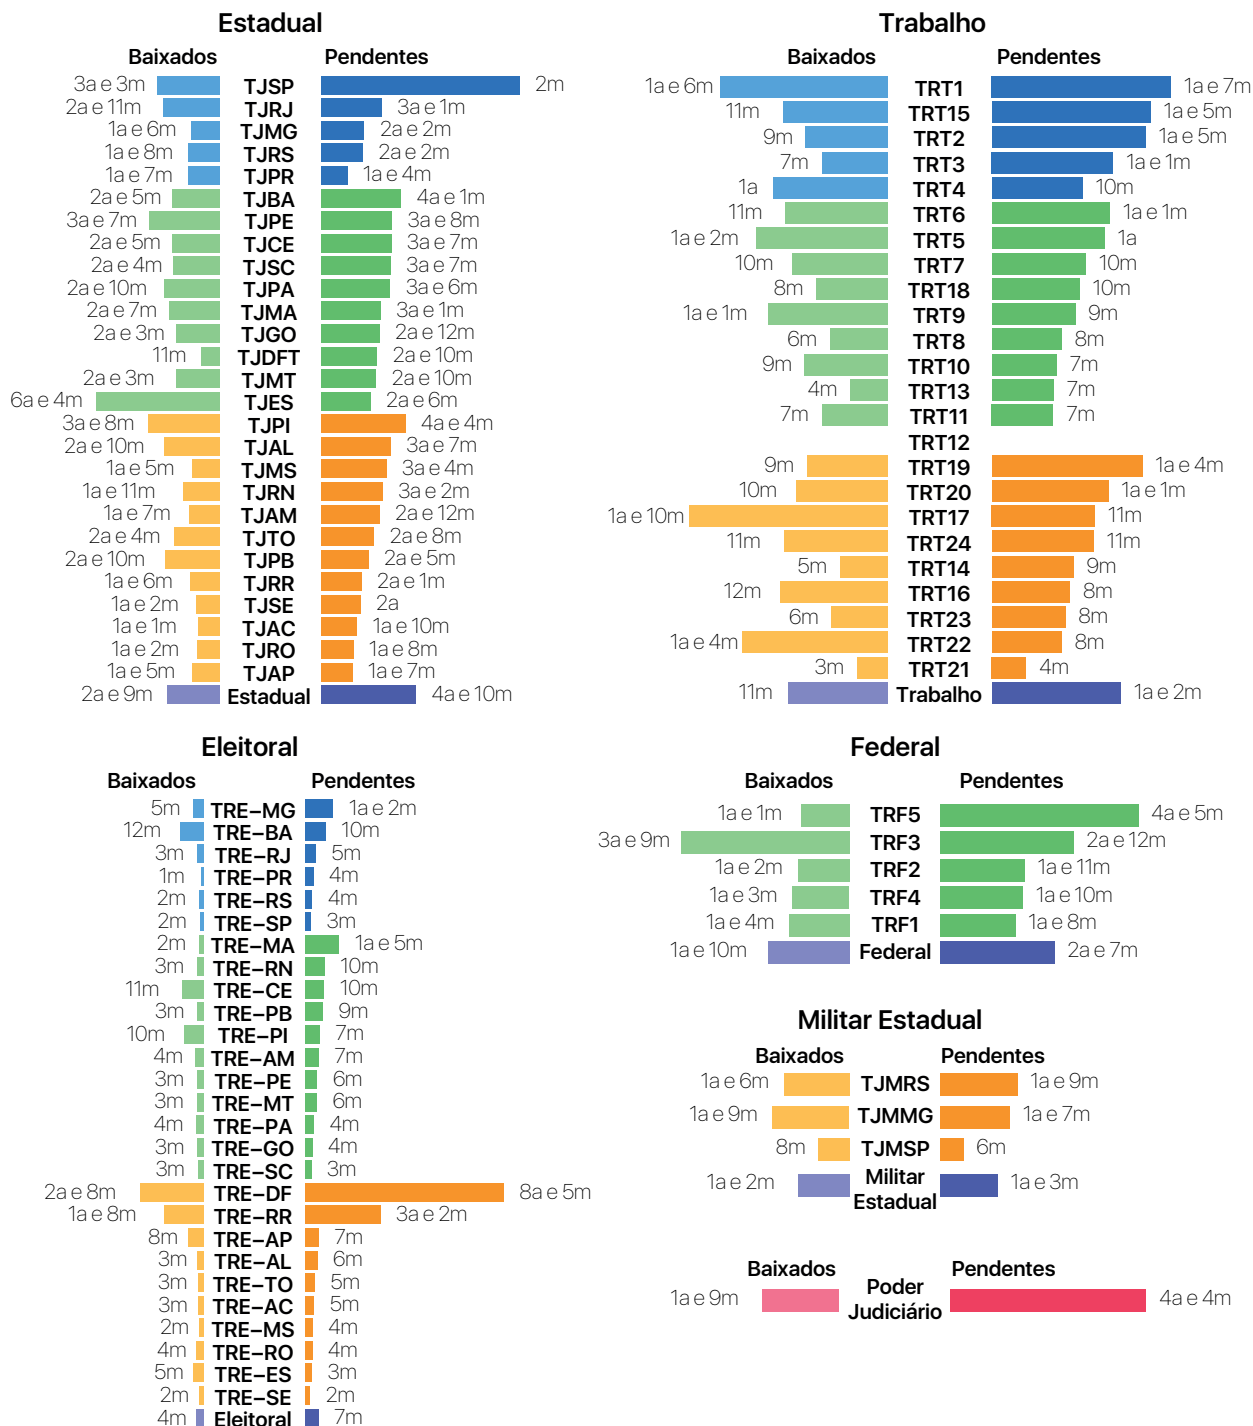 Estadual
Baixados Pendentes
3a e 3m TJSP 2m
2a e 11m TJRJ 3a e 1m
1a e 6m TJMG 2a e 2m
1a e 8m TJRS 2a e 2m
1a e 7m TJPR 1a e 4m
2a e 5m TJBA 4a e 1m
3a e 7m TJPE 3a e 8m
2a e 5m TJCE 3a e 7m
2a e 4m TJSC 3a e 7m
2a e 10m TJPA 3a e 6m
2a e 7m TJMA 3a e 1m
2a e 3m TJGO 2a e 12m
11m TJDFT 2a e 10m
2a e 3m TJMT 2a e 10m
6a e 4m TJES 2a e 6m
3a e 8m TJPI 4a e 4m
2a e 10m TJAL 3a e 7m
1a e 5m TJMS 3a e 4m
1a e 11m TJRN 3a e 2m
1a e 7m TJAM 2a e 12m
2a e 4m TJTO 2a e 8m
2a e 10m TJPB 2a e 5m
1a e 6m TJRR 2a e 1m
1a e 2m TJSE 2a
1a e 1m TJAC 1a e 10m
1a e 2m TJRO 1a e 8m
1a e 5m TJAP 1a e 7m
2a e 9m Estadual 4a e 10m
Trabalho
Baixados Pendentes
1a e 6m TRT1 1a e 7m
11m TRT15 1a e 5m
9m TRT2 1a e 5m
7m TRT3 1a e 1m
1a TRT4 10m
11m TRT6 1a e 1m
1a e 2m TRT5 1a
10m TRT7 10m
8m TRT18 10m
1a e 1m TRT9 9m
6m TRT8 8m
9m TRT10 7m
4m TRT13 7m
7m TRT11 7m
TRT12
9m TRT19 1a e 4m
10m TRT20 1a e 1m
1a e 10m TRT17 11m
11m TRT24 11m
5m TRT14 9m
12m TRT16 8m
6m TRT23 8m
1a e 4m TRT22 8m
3m TRT21 4m
11m Trabalho 1a e 2m
Eleitoral
Baixados Pendentes
5m TRE−MG 1a e 2m
12m TRE−BA 10m
3m TRE−RJ 5m
1m TRE−PR 4m
2m TRE−RS 4m
2m TRE−SP 3m
2m TRE−MA 1a e 5m
3m TRE−RN 10m
11m TRE−CE 10m
3m TRE−PB 9m
10m TRE−PI 7m
4m TRE−AM 7m
3m TRE−PE 6m
3m TRE−MT 6m
4m TRE−PA 4m
3m TRE−GO 4m
3m TRE−SC 3m
2a e 8m TRE−DF 8a e 5m
1a e 8m TRE−RR 3a e 2m
8m TRE−AP 7m
3m TRE−AL 6m
3m TRE−TO 5m
3m TRE−AC 5m
2m TRE−MS 4m
4m TRE−RO 4m
5m TRE−ES 3m
2m TRE−SE 2m
4m Eleitoral 7m
Federal
Baixados Pendentes
1a e 1m TRF5 4a e 5m
3a e 9m TRF3 2a e 12m
1a e 2m TRF2 1a e 11m
1a e 3m TRF4 1a e 10m
1a e 4m TRF1 1a e 8m
1a e 10m Federal 2a e 7m
Militar Estadual
Baixados Pendentes
1a e 6m TJMRS 1a e 9m
1a e 9m TJMMG 1a e 7m
8m TJMSP 6m
1a e 2m Militar 1a e 3m
Estadual
Baixados Pendentes
1a e 9m Poder 4a e 4m
Judiciário